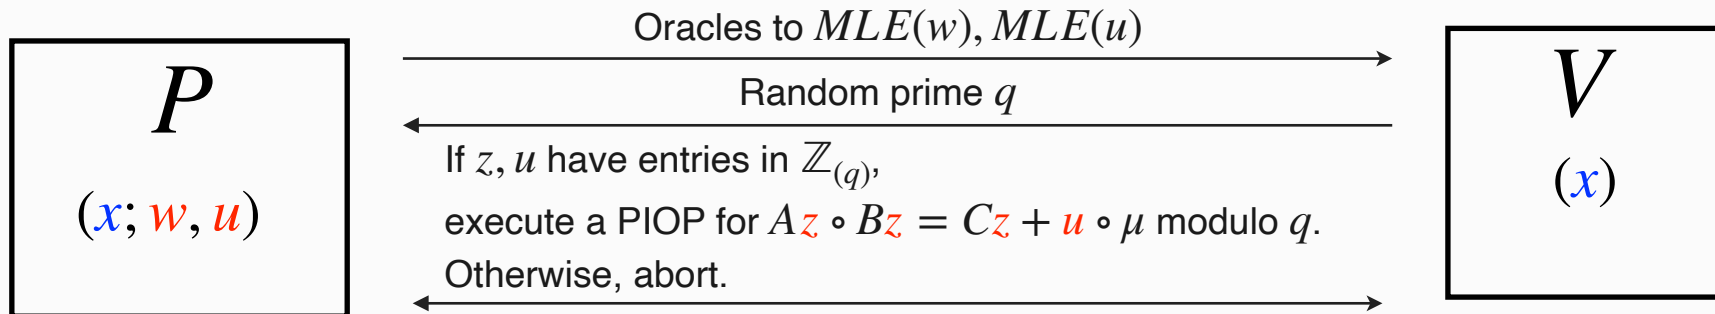 Oracles to MLE(w), MLE(u)
P
V
Random prime q
If z, u have entries in ℤ₍q₎,
(x; w, u)
(x)
execute a PIOP for Az ∘ Bz = Cz + u ∘ μ modulo q.
Otherwise, abort.